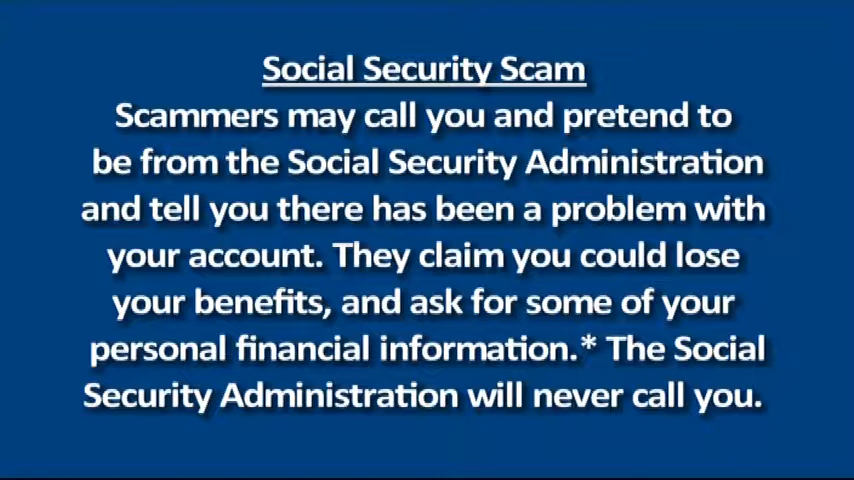 Social Security Scam
Scammers may call you and pretend to
be from the Social Security Administration
and tell you there has been a problem with
your account. They claim you could lose
your benefits, and ask for some of your
personal financial information.* The Social
Security Administration will never call you.